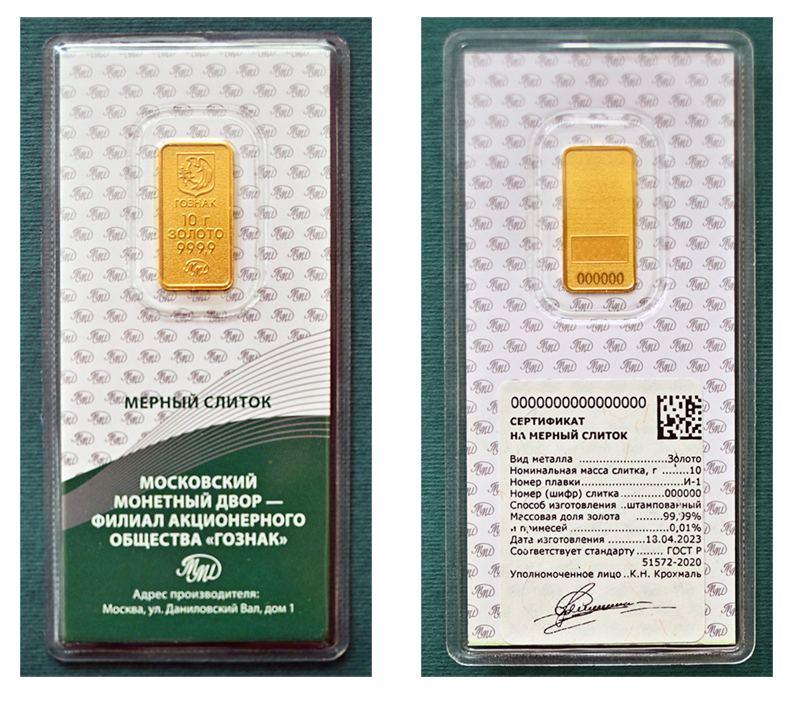 ГОЗНАК
10 г
ЗОЛОТО
999,9
МЕРНЫЙ СЛИТОК
МОСКОВСКИЙ
МОНЕТНЫЙ ДВОР —
ФИЛИАЛ АКЦИОНЕРНОГО
ОБЩЕСТВА «ГОЗНАК»
Адрес производителя:
Москва, ул. Даниловский Вал, дом 1
000000
0000000000000000
СЕРТИФИКАТ
НА МЕРНЫЙ СЛИТОК
Вид металла ...................Золото
Номинальная масса слитка, г ......10
Номер плавки.......................И-1
Номер (шифр) слитка...........000000
Способ изготовления ..штампованный
Массовая доля золота ......99,99%
и примесей ......................0,01%
Дата изготовления .......18.04.2023
Соответствует стандарту .... ГОСТ Р
51572-2020
Уполномоченное лицо ..К.Н. Крохмаль